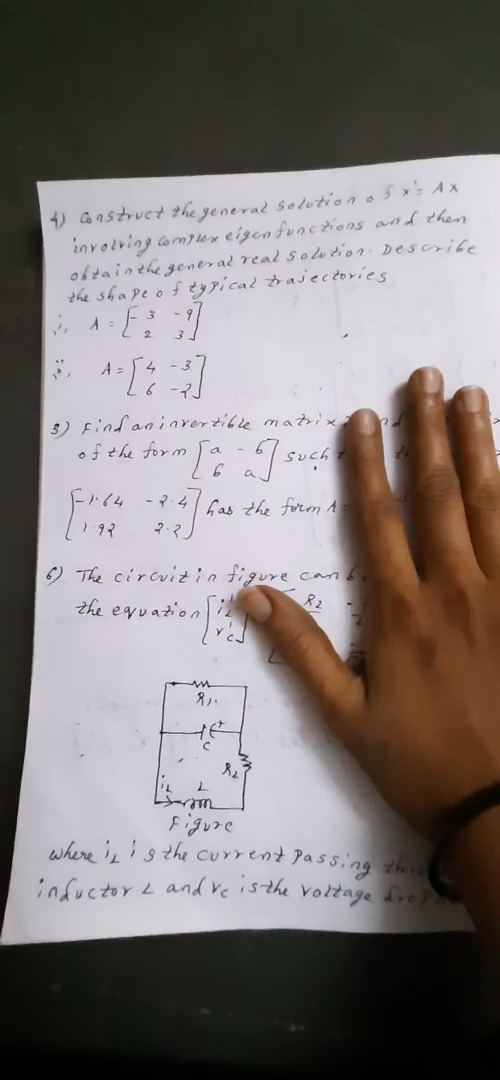 4) Construct the general solution of x' = Ax
involving complex eigen functions and then
obtain the general real solution. Describe
the shape of typical trajectories
i, A = [-3 -9
2 3]
ii, A = [4 -3
6 -2]
5) Find an invertible matrix
of the form [a -b
b a] such
[-1.64 -2.4
1.92 2.2] has the form A =
6) The circuit in figure can
the equation [iL'
vc']
R2
R1
C +
R2
iL L
Figure
where iL is the current passing
inductor L and vc is the voltage